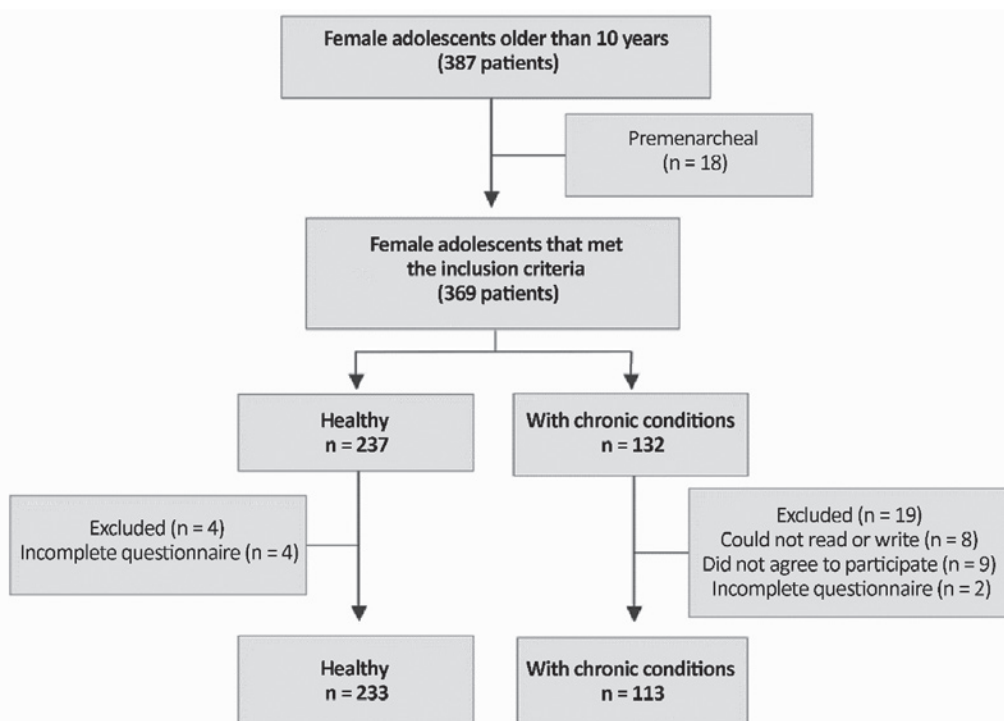 Female adolescents older than 10 years
(387 patients)
Premenarcheal
(n = 18)
Female adolescents that met
the inclusion criteria
(369 patients)
Healthy
n = 237
With chronic conditions
n = 132
Excluded (n = 4)
Incomplete questionnaire (n = 4)
Excluded (n = 19)
Could not read or write (n = 8)
Did not agree to participate (n = 9)
Incomplete questionnaire (n = 2)
Healthy
n = 233
With chronic conditions
n = 113